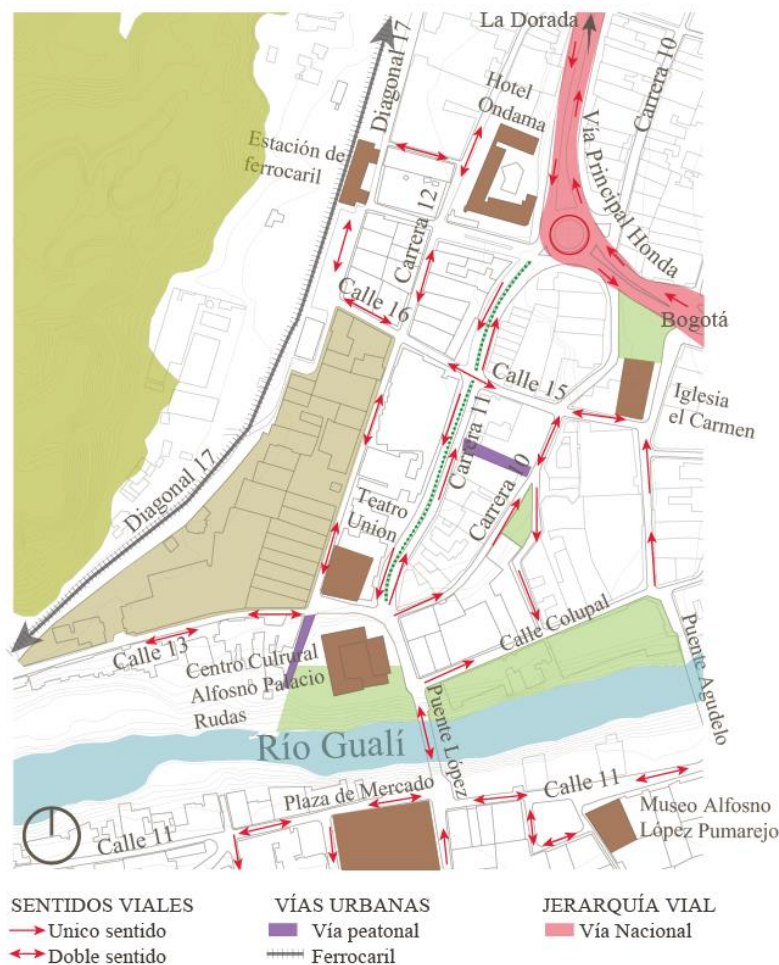 La Dorada
Diagonal 17
Carrera 10
Hotel
Ondama
Estación de
ferrocaril
Vía Principal Honda
Carrera 12
Calle 16
Bogotá
Calle 15
Iglesia
el Carmen
Carrera 11
Carrera 10
Diagonal 17
Teatro
Union
Calle Colupal
Calle 13
Centro Culrural
Alfosno Palacio
Rudas
Puente López
Puente Agudelo
Río Gualí
Plaza de Mercado
Calle 11
Calle 11
Museo Alfosno
López Pumarejo
SENTIDOS VIALES
Unico sentido
Doble sentido
VÍAS URBANAS
Vía peatonal
Ferrocaril
JERARQUÍA VIAL
Vía Nacional